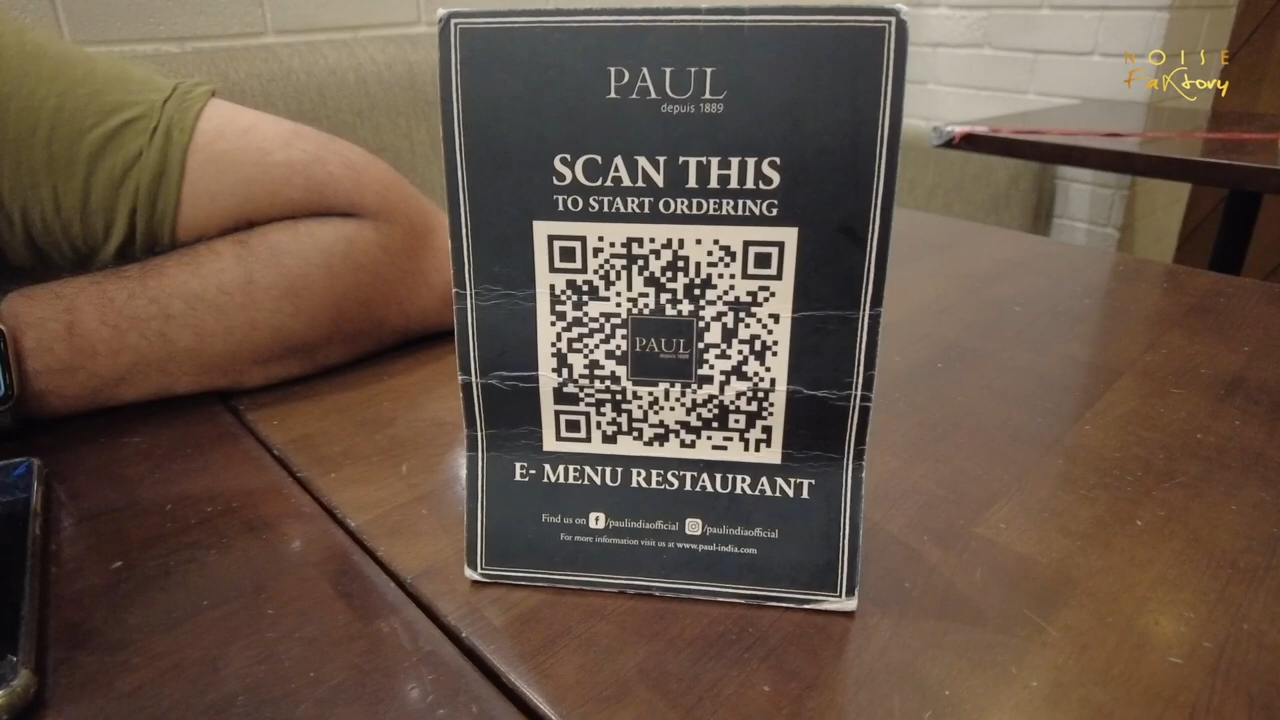 NOISE
Faktory
PAUL
depuis 1889
SCAN THIS
TO START ORDERING
PAUL
depuis 1889
E- MENU RESTAURANT
Find us on f/paulindiaofficial /paulindiaofficial
For more information visit us at www.paul-india.com